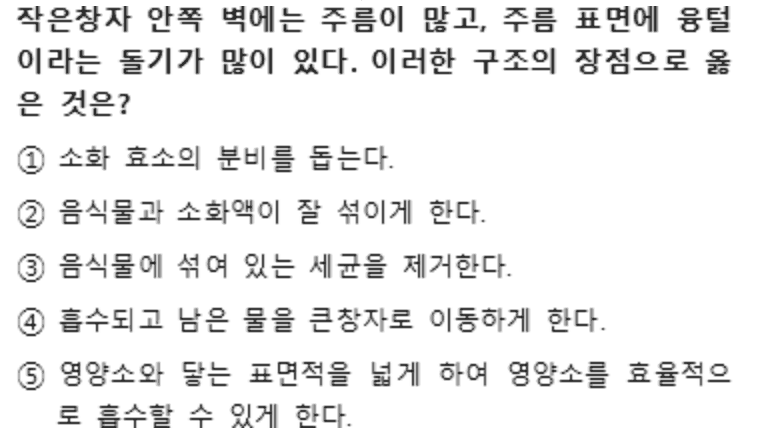 작은창자 안쪽 벽에는 주름이 많고, 주름 표면에 융털
이라는 돌기가 많이 있다. 이러한 구조의 장점으로 옳
은 것은?
① 소화 효소의 분비를 돕는다.
② 음식물과 소화액이 잘 섞이게 한다.
③ 음식물에 섞여 있는 세균을 제거한다.
④ 흡수되고 남은 물을 큰창자로 이동하게 한다.
⑤ 영양소와 닿는 표면적을 넓게 하여 영양소를 효율적으
로 흡수할 수 있게 한다.